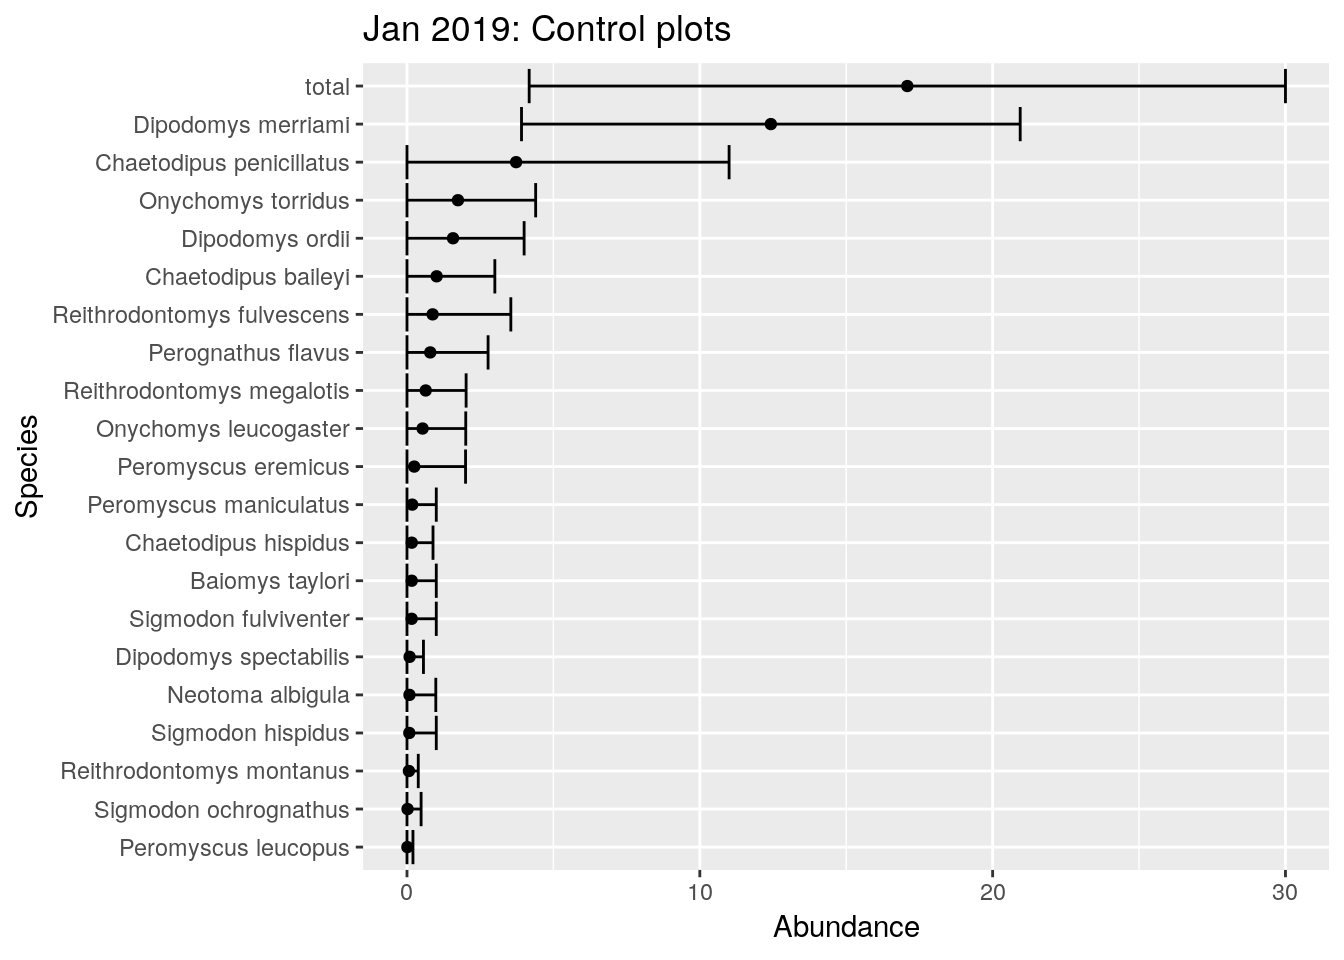 Jan 2019: Control plots
total
Dipodomys merriami
Chaetodipus penicillatus
Onychomys torridus
Dipodomys ordii
Chaetodipus baileyi
Reithrodontomys fulvescens
Perognathus flavus
Reithrodontomys megalotis
Onychomys leucogaster
Peromyscus eremicus
Peromyscus maniculatus
Chaetodipus hispidus
Baiomys taylori
Sigmodon fulviventer
Dipodomys spectabilis
Neotoma albigula
Sigmodon hispidus
Reithrodontomys montanus
Sigmodon ochrognathus
Peromyscus leucopus
Species
0 10 20 30
Abundance